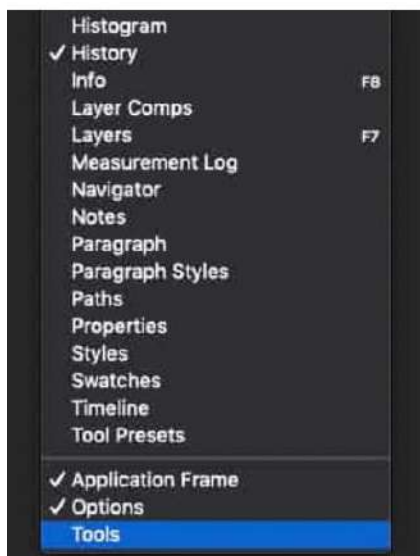 Histogram
✓ History
Info F8
Layer Comps
Layers F7
Measurement Log
Navigator
Notes
Paragraph
Paragraph Styles
Paths
Properties
Styles
Swatches
Timeline
Tool Presets
✓ Application Frame
✓ Options
Tools